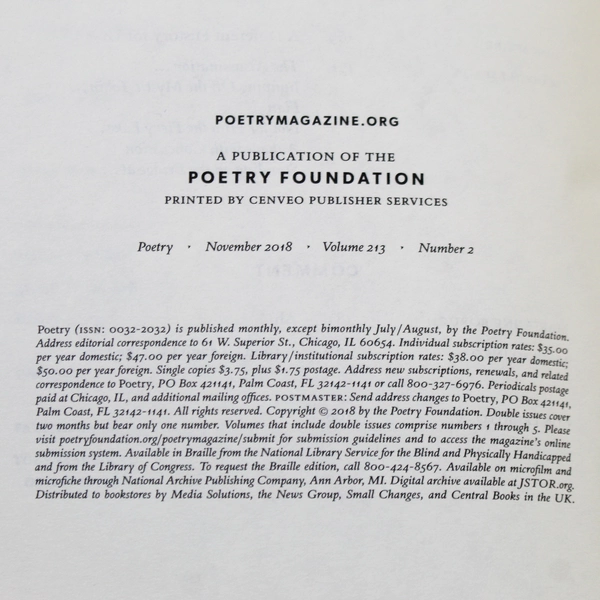 POETRYMAGAZINE.ORG
A PUBLICATION OF THE
POETRY FOUNDATION
PRINTED BY CENVEO PUBLISHER SERVICES
Poetry · November 2018 · Volume 213 · Number 2
Poetry (ISSN: 0032-2032) is published monthly, except bimonthly July/August, by the Poetry Foundation.
Address editorial correspondence to 61 W. Superior St., Chicago, IL 60654. Individual subscription rates: $35.00
per year domestic; $47.00 per year foreign. Library/institutional subscription rates: $38.00 per year domestic;
$50.00 per year foreign. Single copies $3.75, plus $1.75 postage. Address new subscriptions, renewals, and related
correspondence to Poetry, PO Box 421141, Palm Coast, FL 32142-1141 or call 800-327-6976. Periodicals postage
paid at Chicago, IL, and additional mailing offices. POSTMASTER: Send address changes to Poetry, PO Box 421141,
Palm Coast, FL 32142-1141. All rights reserved. Copyright © 2018 by the Poetry Foundation. Double issues cover
two months but bear only one number. Volumes that include double issues comprise numbers 1 through 5. Please
visit poetryfoundation.org/poetrymagazine/submit for submission guidelines and to access the magazine's online
submission system. Available in Braille from the National Library Service for the Blind and Physically Handicapped
and from the Library of Congress. To request the Braille edition, call 800-424-8567. Available on microfilm and
microfiche through National Archive Publishing Company, Ann Arbor, MI. Digital archive available at JSTOR.org.
Distributed to bookstores by Media Solutions, the News Group, Small Changes, and Central Books in the UK.